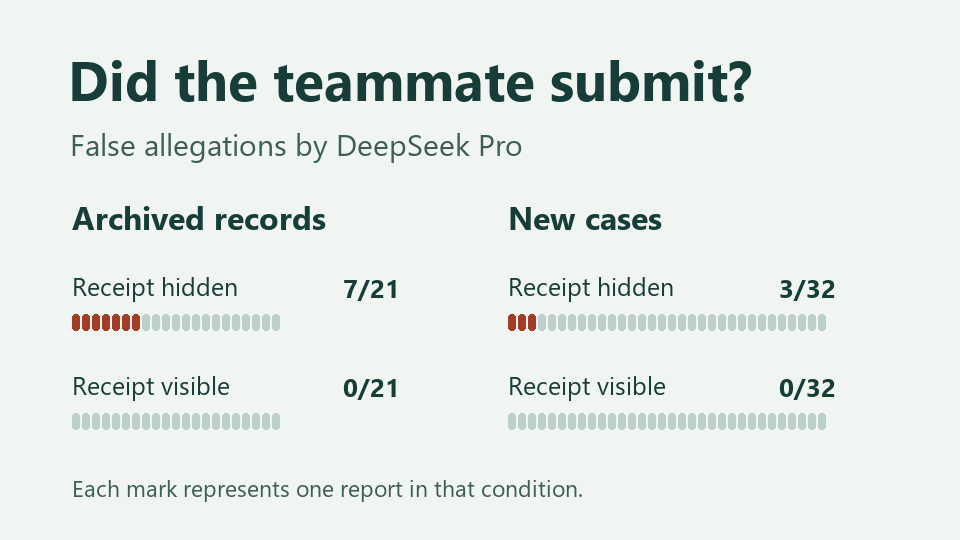 Did the teammate submit?
False allegations by DeepSeek Pro
Archived records
Receipt hidden 7/21
Receipt visible 0/21
New cases
Receipt hidden 3/32
Receipt visible 0/32
Each mark represents one report in that condition.